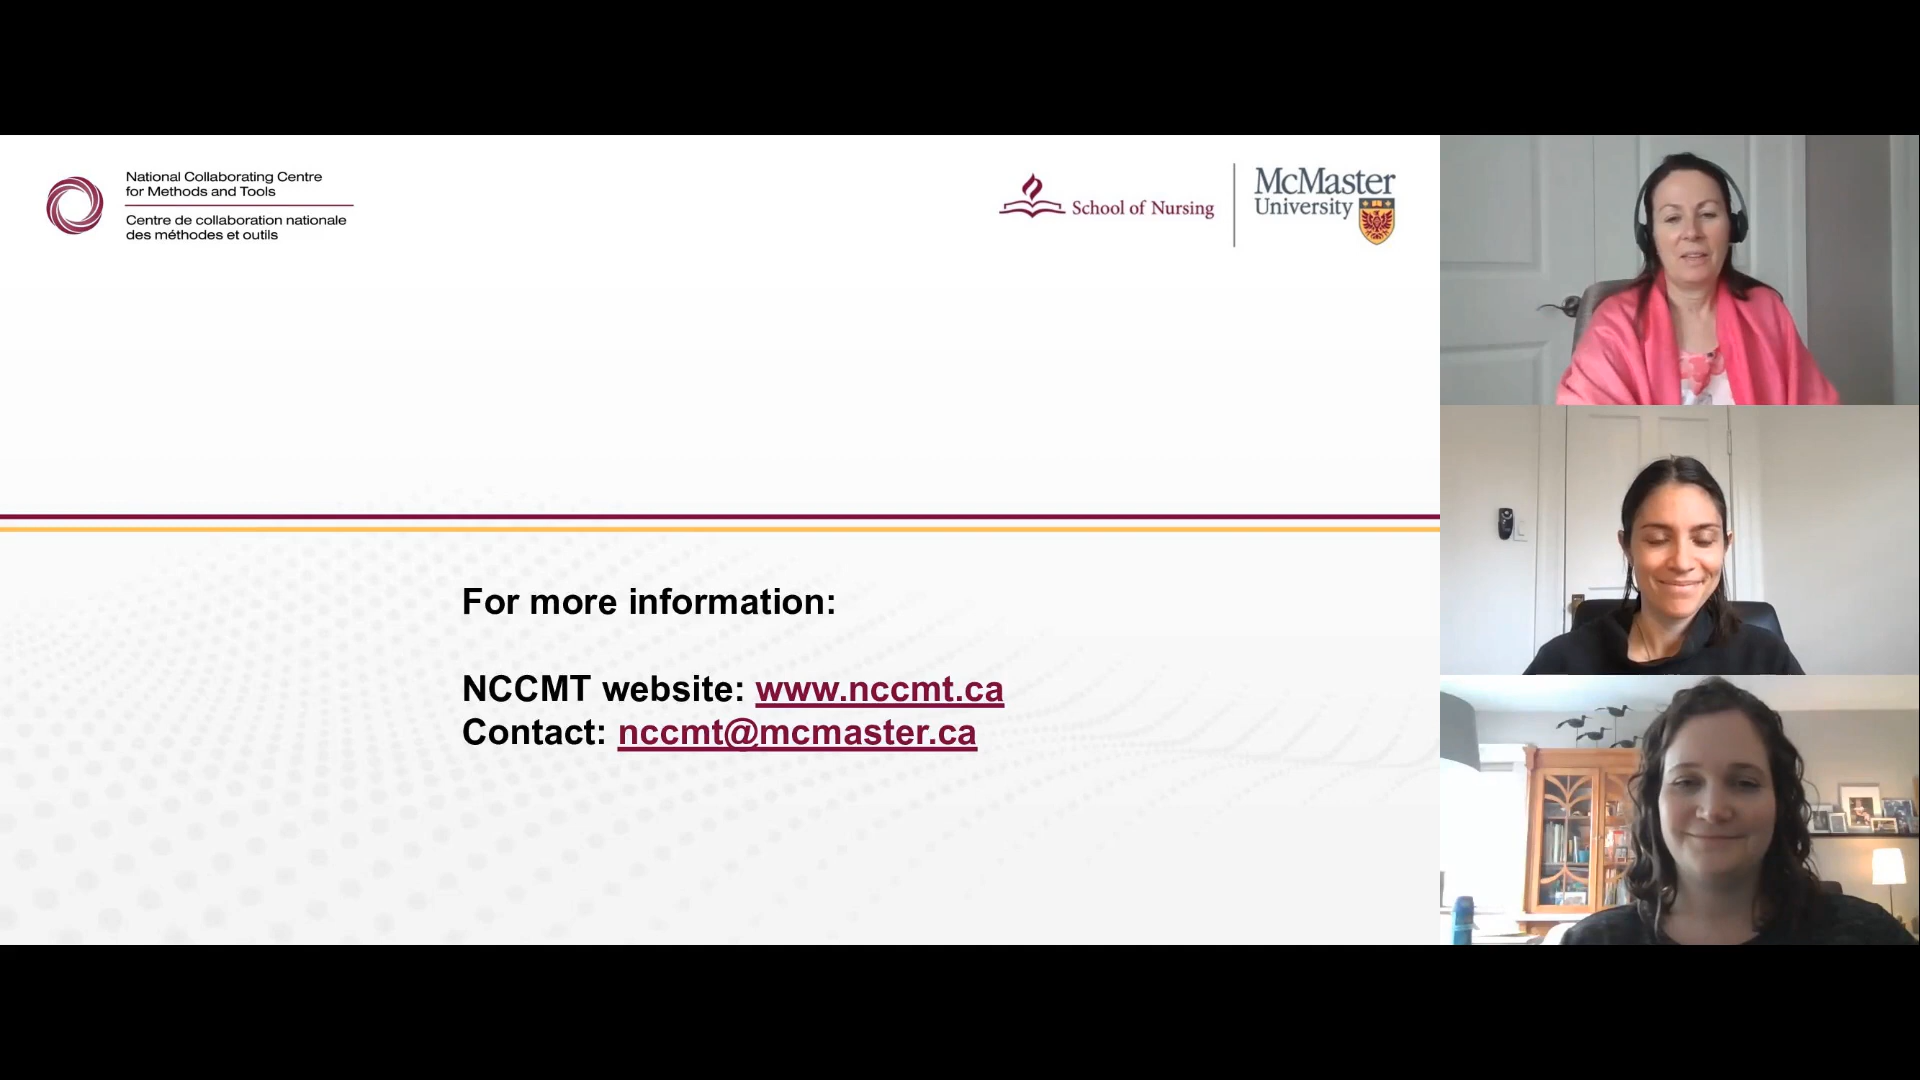 National Collaborating Centre
for Methods and Tools
Centre de collaboration nationale
des méthodes et outils
School of Nursing
McMaster
University
For more information:
NCCMT website: www.nccmt.ca
Contact: nccmt@mcmaster.ca